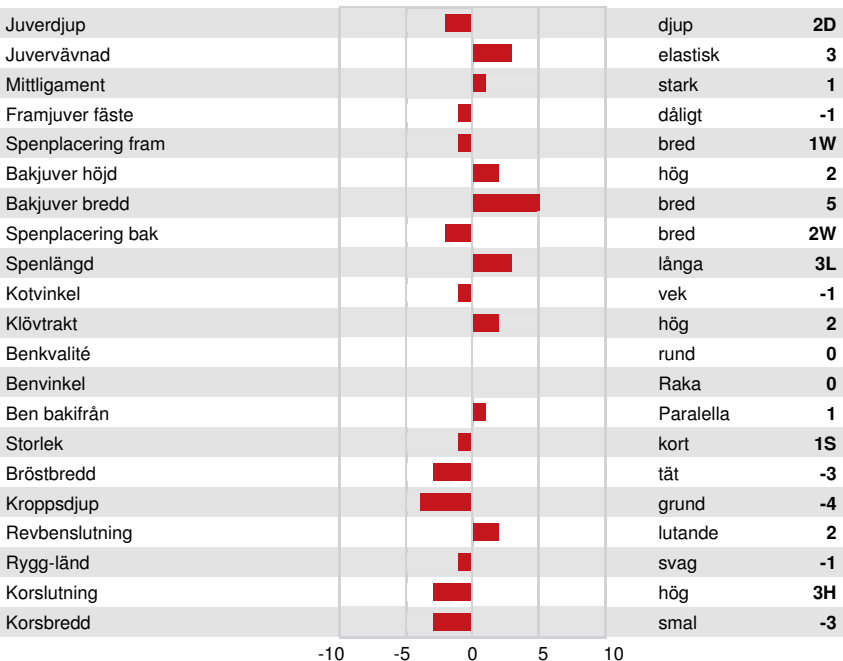 Juverdjup djup 2D
Juvervävnad elastisk 3
Mittligament stark 1
Framjuver fäste dåligt -1
Spenplacering fram bred 1W
Bakjuver höjd hög 2
Bakjuver bredd bred 5
Spenplacering bak bred 2W
Spenlängd långa 3L
Kotvinkel vek -1
Klövtrakt hög 2
Benkvalité rund 0
Benvinkel Raka 0
Ben bakifrån Paralella 1
Storlek kort 1S
Bröstbredd tät -3
Kroppsdjup grund -4
Revbenslutning lutande 2
Rygg-länd svag -1
Korslutning hög 3H
Korsbredd smal -3
-10 -5 0 5 10